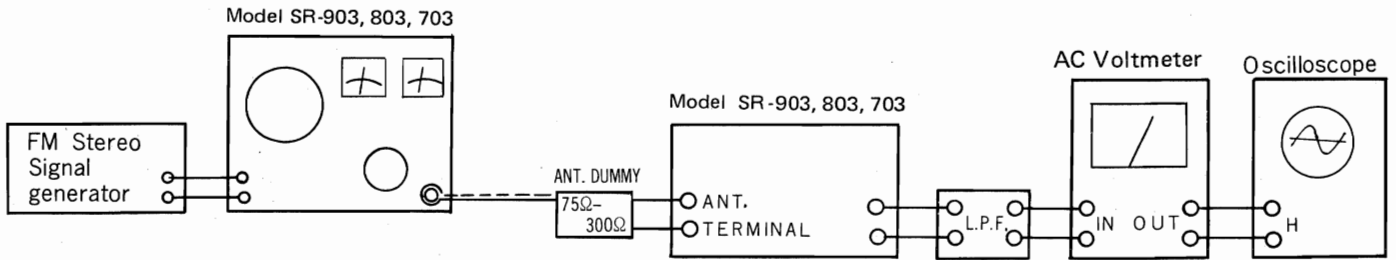 Model SR-903, 803, 703
FM Stereo
Signal
generator
ANT. DUMMY
75Ω-
300Ω
Model SR-903, 803, 703
ANT.
TERMINAL
L.P.F.
AC Voltmeter
IN OUT
Oscilloscope
H